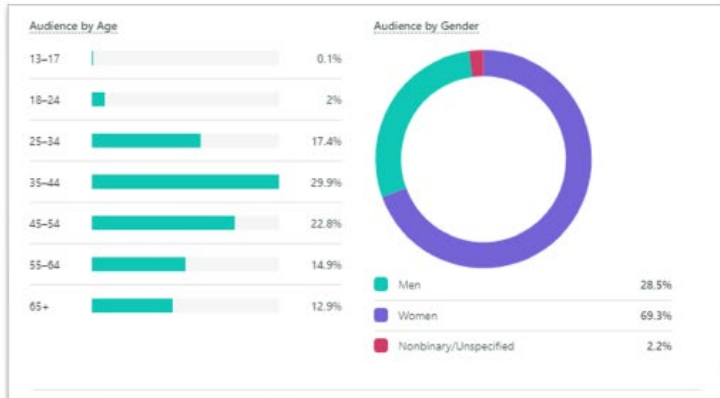 Audience by Age
13–17 0.1%
18–24 2%
25–34 17.4%
35–44 29.9%
45–54 22.8%
55–64 14.9%
65+ 12.9%
Audience by Gender
Men 28.5%
Women 69.3%
Nonbinary/Unspecified 2.2%